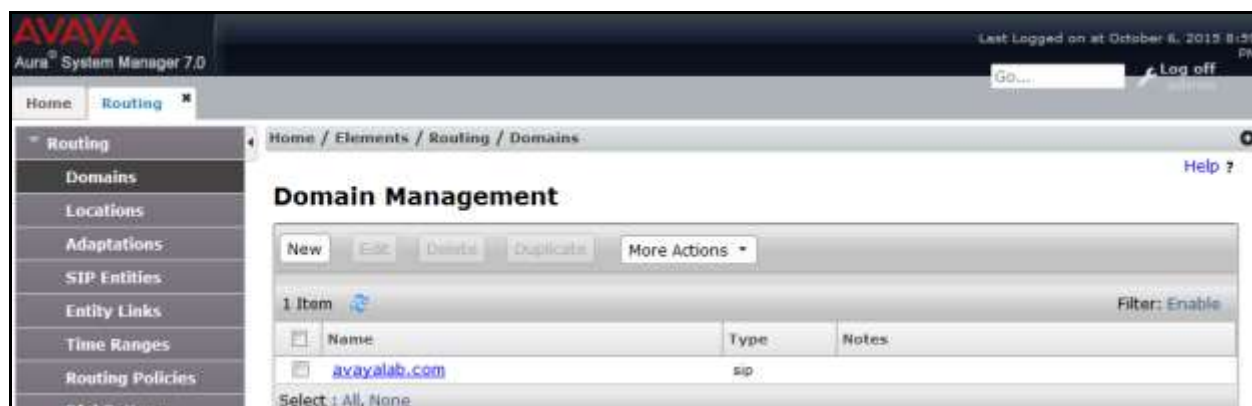 AVAYA
Aura® System Manager 7.0
Last Logged on at October 6, 2015
Go...
Log off
Home
Routing ✖
Routing
Home / Elements / Routing / Domains
Help ?
Domains
Locations
Adaptations
SIP Entities
Entity Links
Time Ranges
Routing Policies
Domain Management
New
Edit
Delete
Duplicate
More Actions
1 Item
Filter: Enable
Name Type Notes
avayalab.com sip
Select : All, None